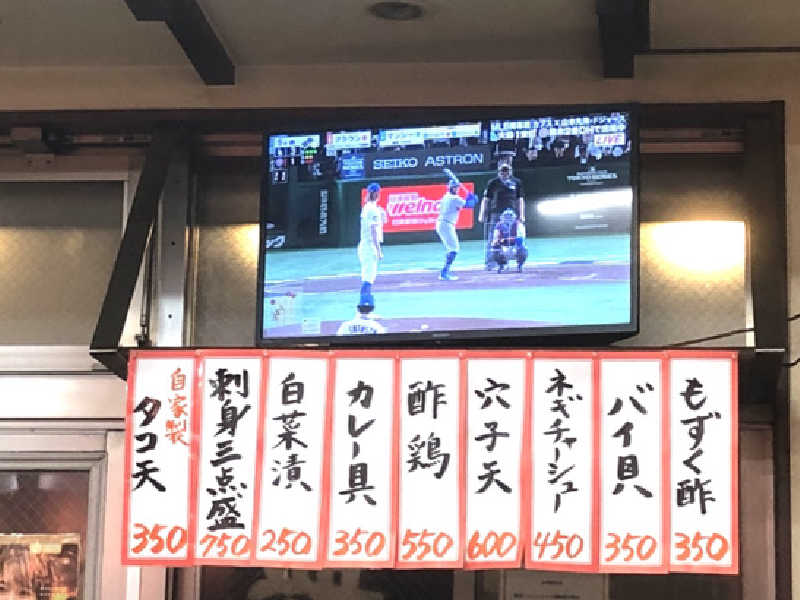 LIVE
SEIKO ASTRON
もずく酢
350
バイ貝
350
ネギチャーシュー
450
穴子天
600
酢鶏
550
カレー具
350
白菜漬
250
刺身三点盛
750
自家製
タコ天
350